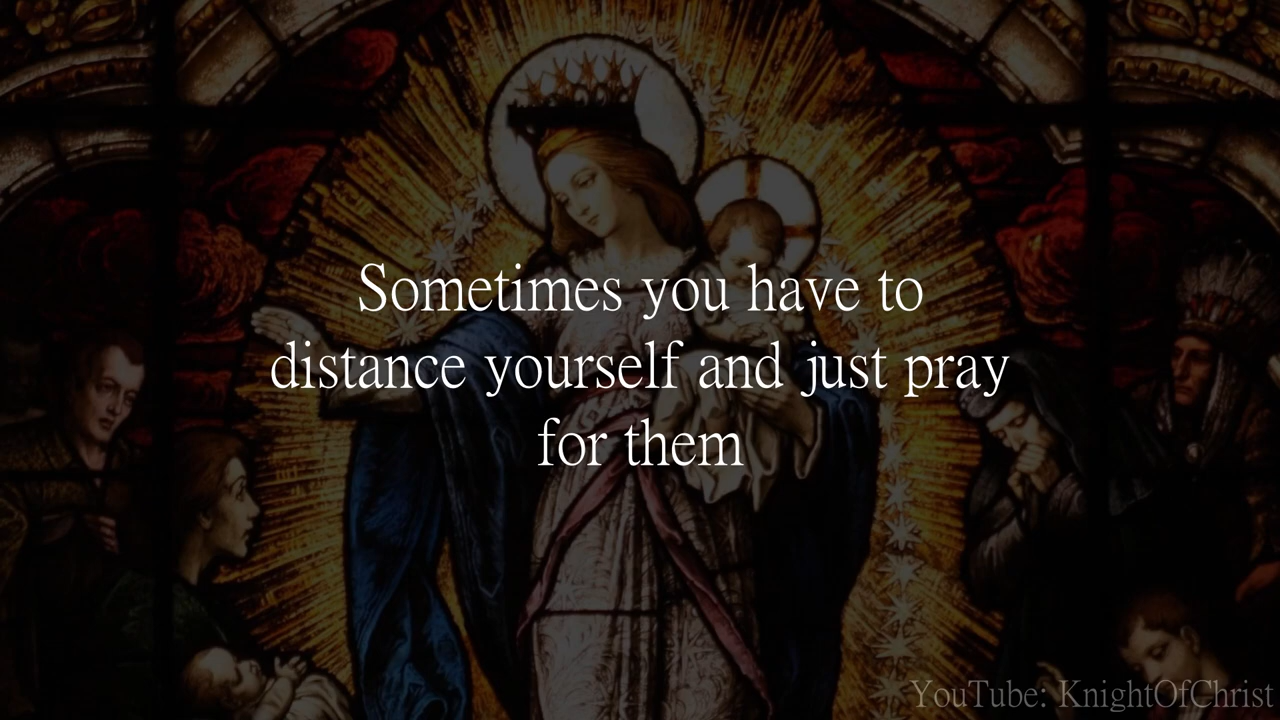 Sometimes you have to
distance yourself and just pray
for them
YouTube: KnightOfChrist